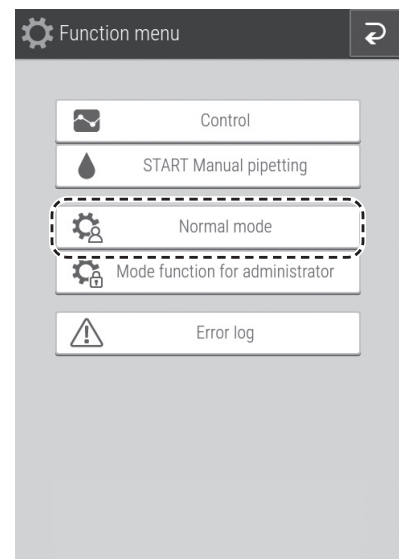 Function menu
Control
START Manual pipetting
Normal mode
Mode function for administrator
Error log